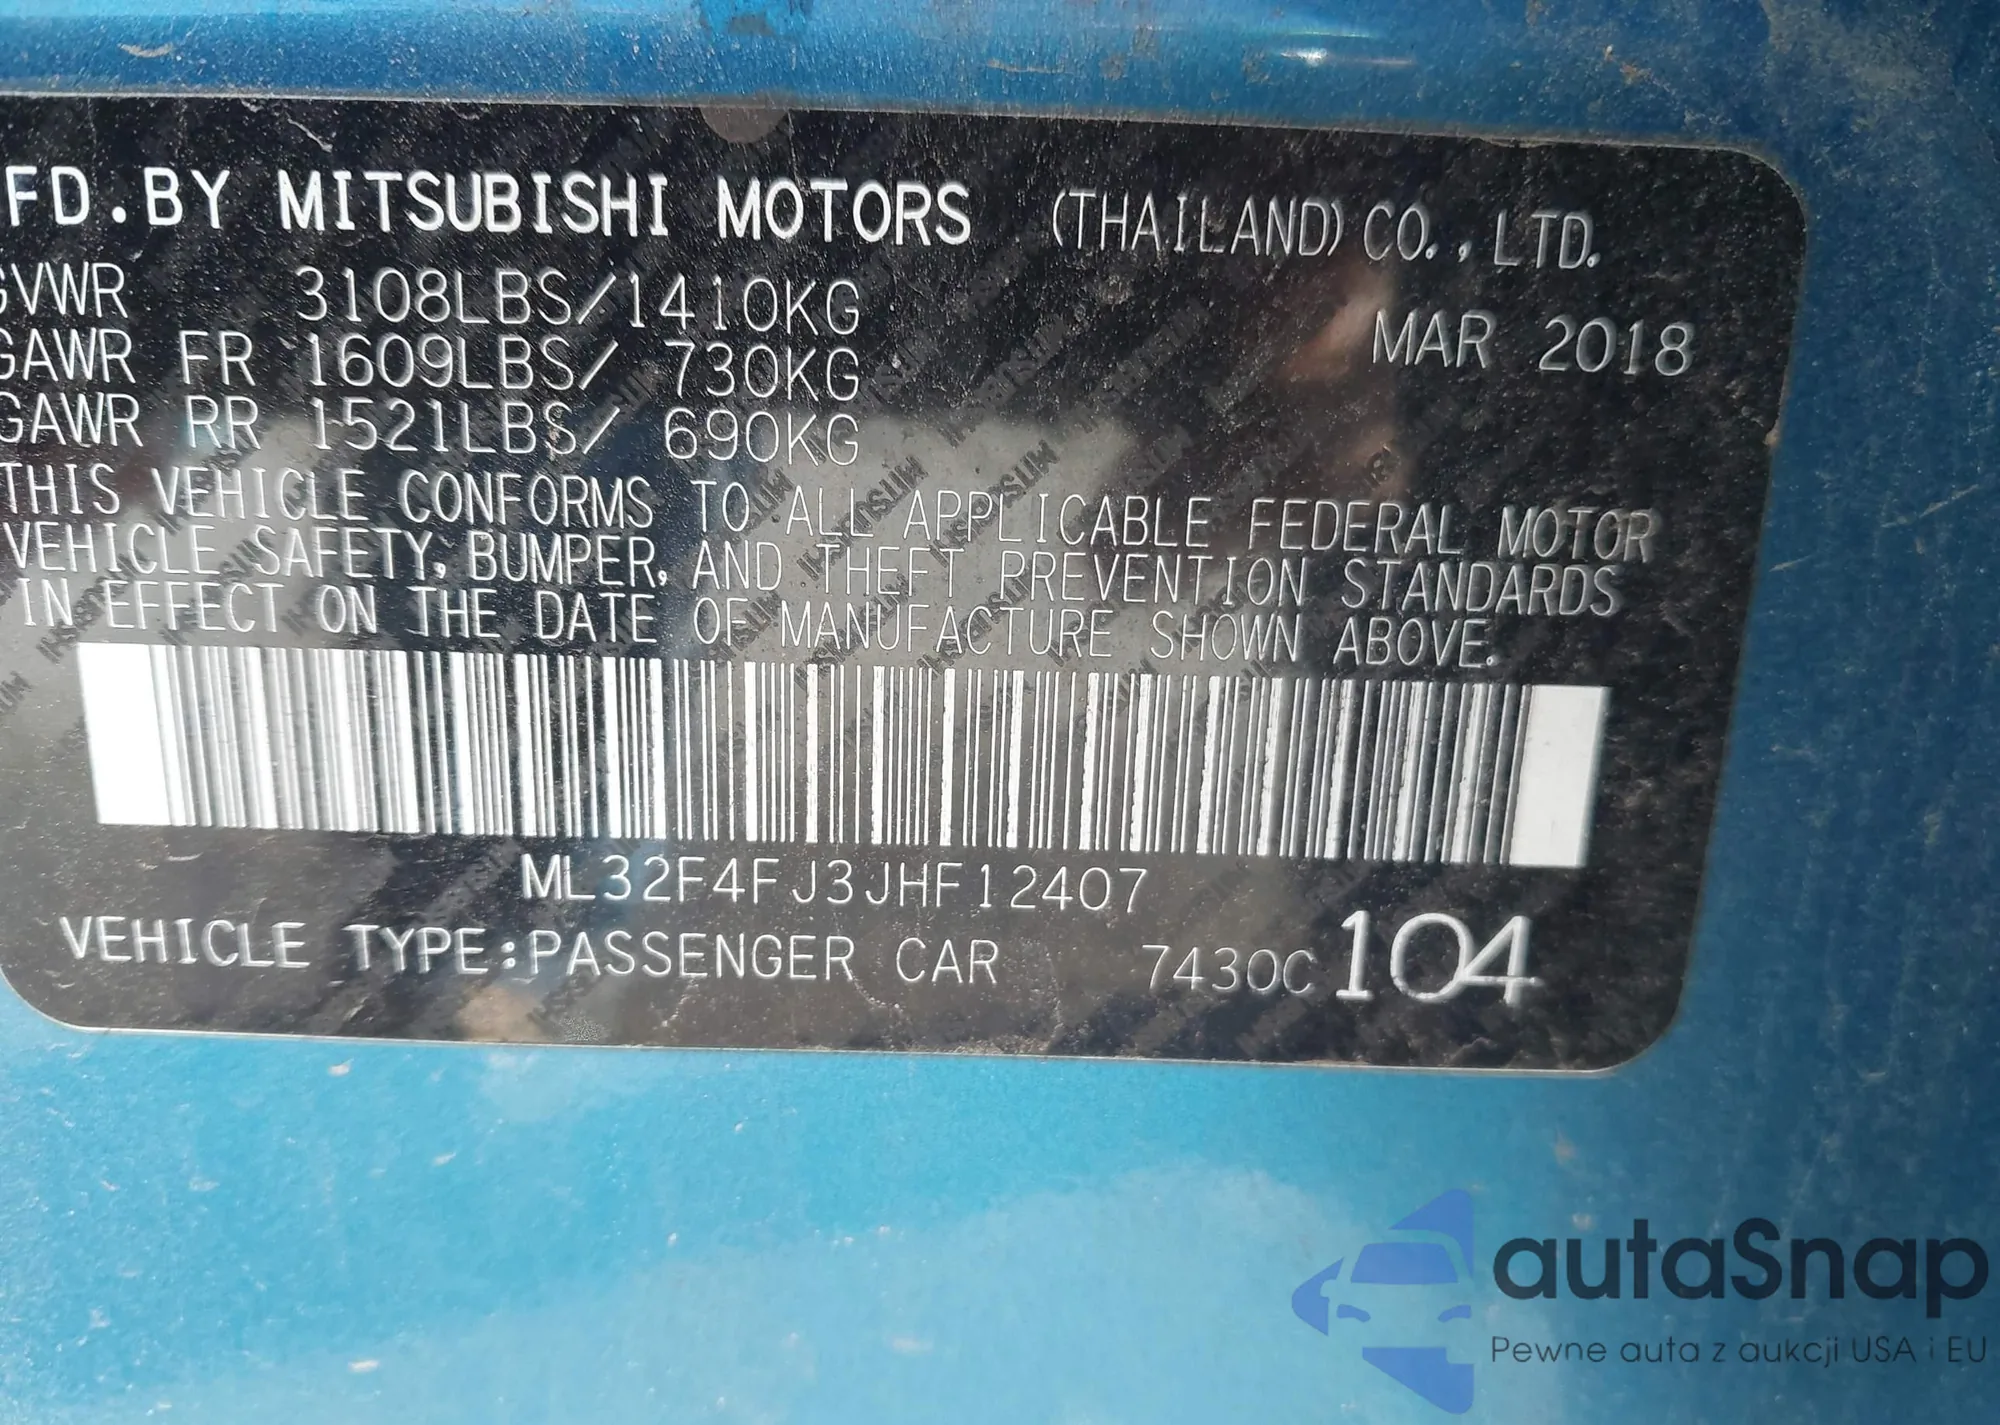 FD.BY MITSUBISHI MOTORS (THAILAND) CO.,LTD.
GVWR 3108LBS/1410KG
MAR 2018
GAWR FR 1609LBS/ 730KG
GAWR RR 1521LBS/ 690KG
THIS VEHICLE CONFORMS TO ALL APPLICABLE FEDERAL MOTOR
VEHICLE SAFETY, BUMPER, AND THEFT PREVENTION STANDARDS
IN EFFECT ON THE DATE OF MANUFACTURE SHOWN ABOVE.
ML32F4FJ3JHF12407
VEHICLE TYPE:PASSENGER CAR 7430C 104
autaSnap
Pewne auta z aukcji USA i EU